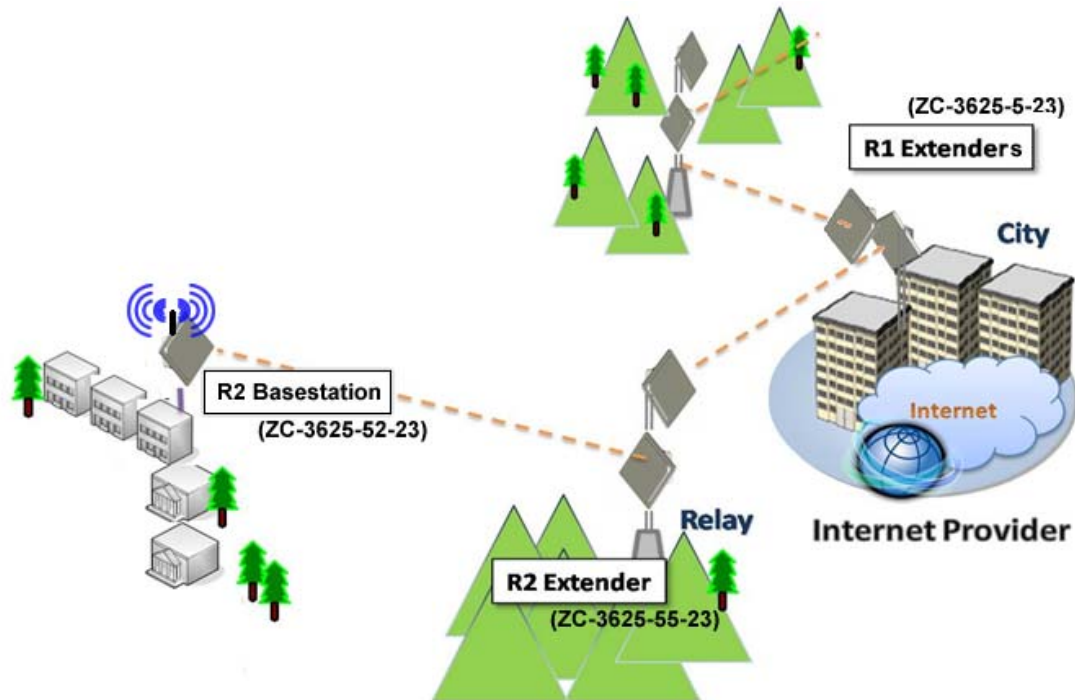 (ZC-3625-5-23)
R1 Extenders
City
R2 Basestation
(ZC-3625-52-23)
Internet
Relay
Internet Provider
R2 Extender
(ZC-3625-55-23)